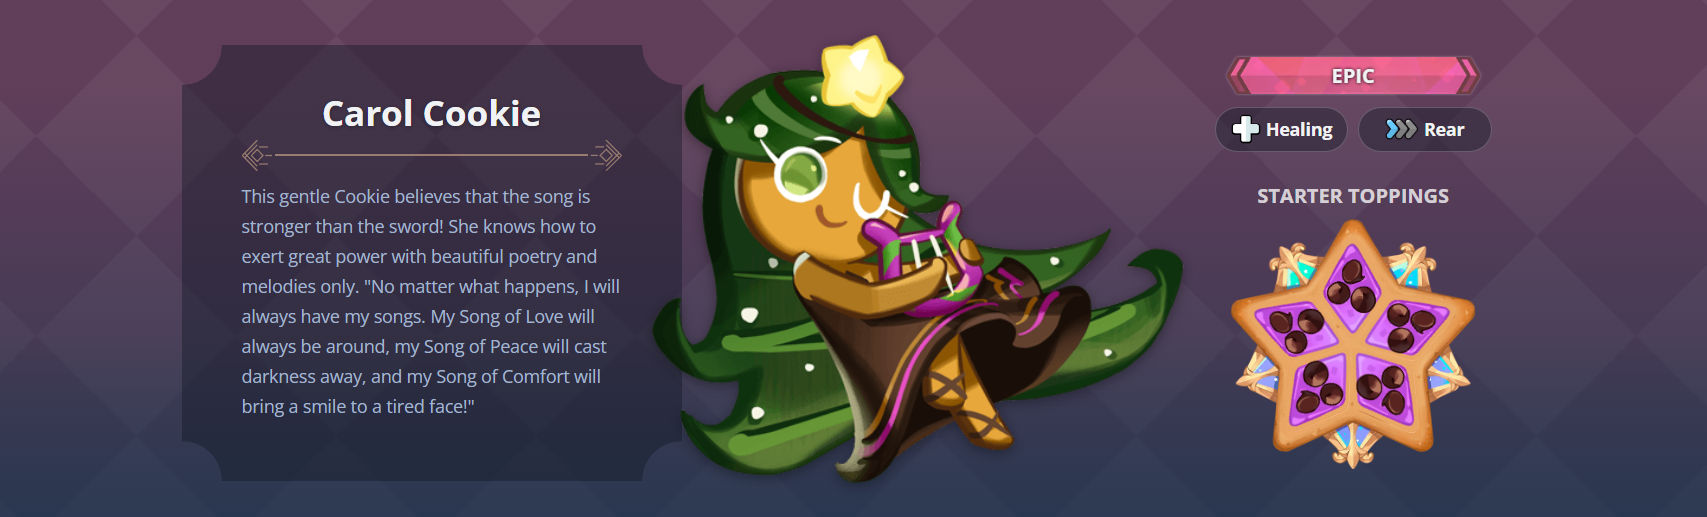 Carol Cookie
This gentle Cookie believes that the song is
stronger than the sword! She knows how to
exert great power with beautiful poetry and
melodies only. "No matter what happens, I will
always have my songs. My Song of Love will
always be around, my Song of Peace will cast
darkness away, and my Song of Comfort will
bring a smile to a tired face!"
EPIC
Healing
Rear
STARTER TOPPINGS